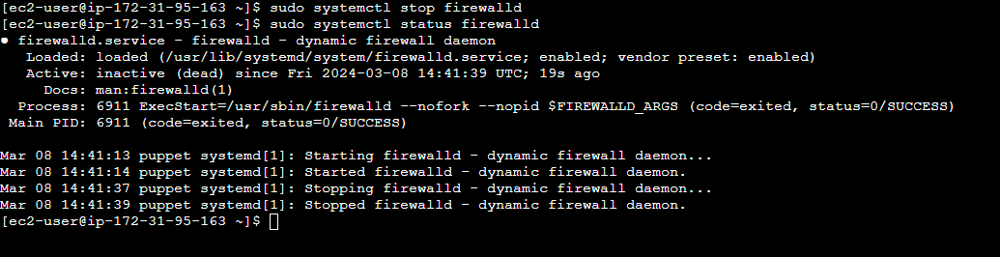 [ec2-user@ip-172-31-95-163 ~]$ sudo systemctl stop firewalld
[ec2-user@ip-172-31-95-163 ~]$ sudo systemctl status firewalld
● firewalld.service - firewalld - dynamic firewall daemon
   Loaded: loaded (/usr/lib/systemd/system/firewalld.service; enabled; vendor preset: enabled)
   Active: inactive (dead) since Fri 2024-03-08 14:41:39 UTC; 19s ago
     Docs: man:firewalld(1)
  Process: 6911 ExecStart=/usr/sbin/firewalld --nofork --nopid $FIREWALLD_ARGS (code=exited, status=0/SUCCESS)
 Main PID: 6911 (code=exited, status=0/SUCCESS)
Mar 08 14:41:13 puppet systemd[1]: Starting firewalld - dynamic firewall daemon...
Mar 08 14:41:14 puppet systemd[1]: Started firewalld - dynamic firewall daemon.
Mar 08 14:41:37 puppet systemd[1]: Stopping firewalld - dynamic firewall daemon...
Mar 08 14:41:39 puppet systemd[1]: Stopped firewalld - dynamic firewall daemon.
[ec2-user@ip-172-31-95-163 ~]$